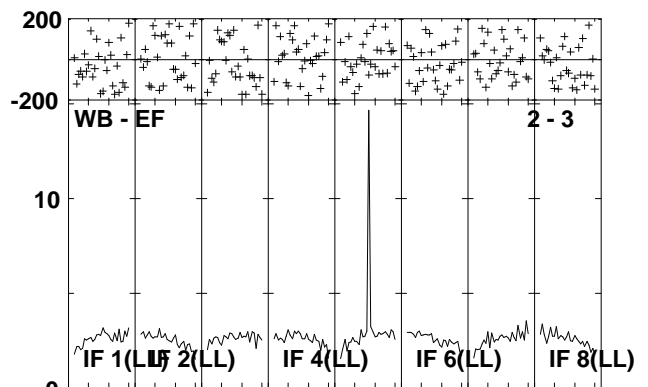 200
-200
WB - EF 2 - 3
10
0
IF 1(LL) IF 2(LL) IF 4(LL) IF 6(LL) IF 8(LL)